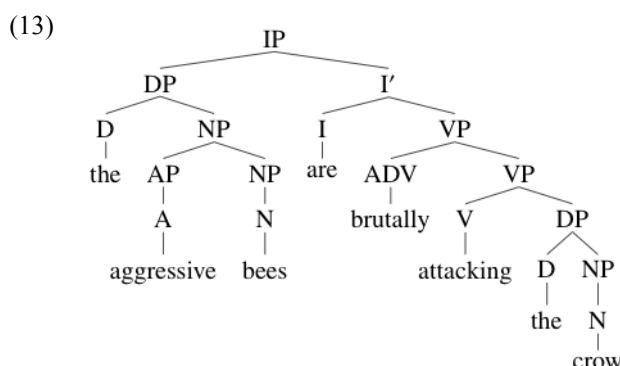 (13)
IP
DP I′
D NP I VP
the AP NP are ADV VP
A N brutally V DP
aggressive bees attacking D NP
the N
crow